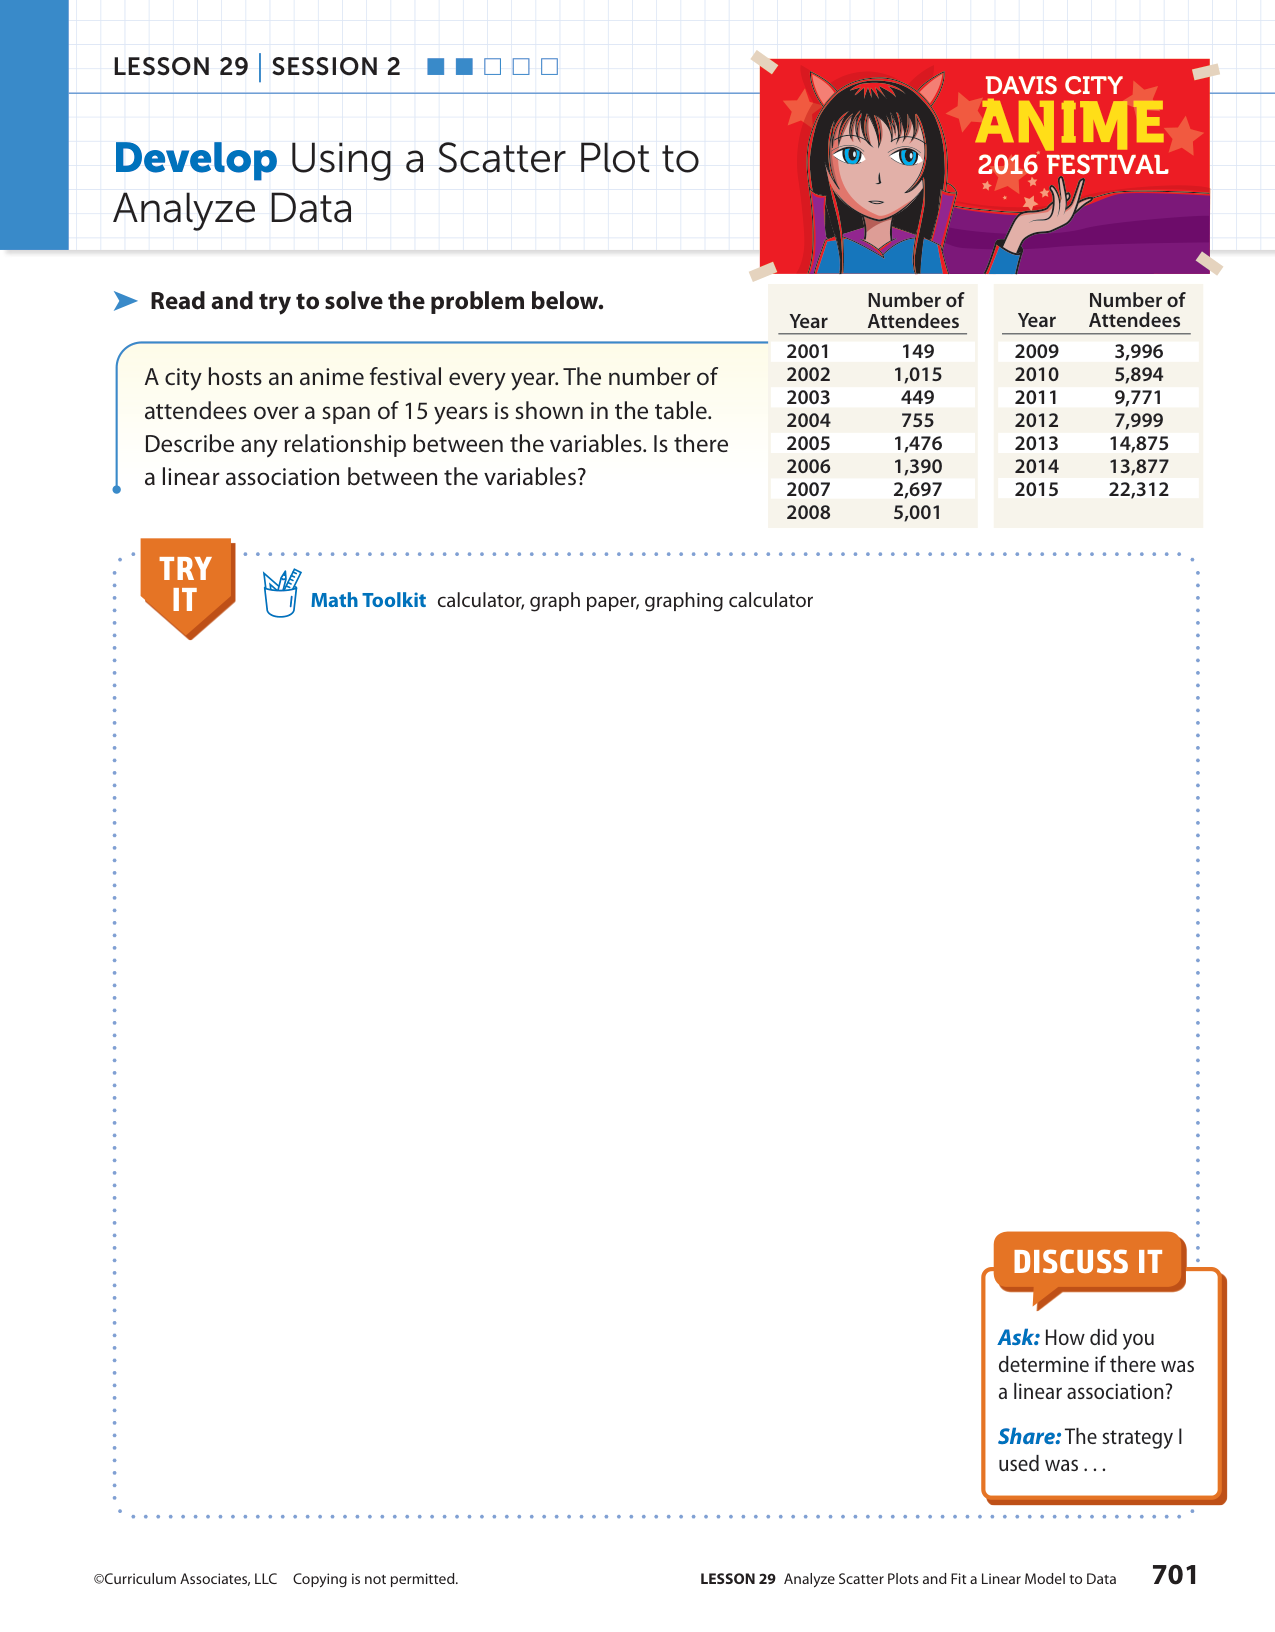 LESSON 29 | SESSION 2
DAVIS CITY
ANIME
2016 FESTIVAL
Develop Using a Scatter Plot to
Analyze Data
Read and try to solve the problem below.
A city hosts an anime festival every year. The number of
attendees over a span of 15 years is shown in the table.
Describe any relationship between the variables. Is there
a linear association between the variables?
Year Number of Attendees
2001 149
2002 1,015
2003 449
2004 755
2005 1,476
2006 1,390
2007 2,697
2008 5,001
Year Number of Attendees
2009 3,996
2010 5,894
2011 9,771
2012 7,999
2013 14,875
2014 13,877
2015 22,312
TRY
IT
Math Toolkit calculator, graph paper, graphing calculator
DISCUSS IT
Ask: How did you
determine if there was
a linear association?
Share: The strategy I
used was . . .
©Curriculum Associates, LLC Copying is not permitted.
LESSON 29 Analyze Scatter Plots and Fit a Linear Model to Data 701